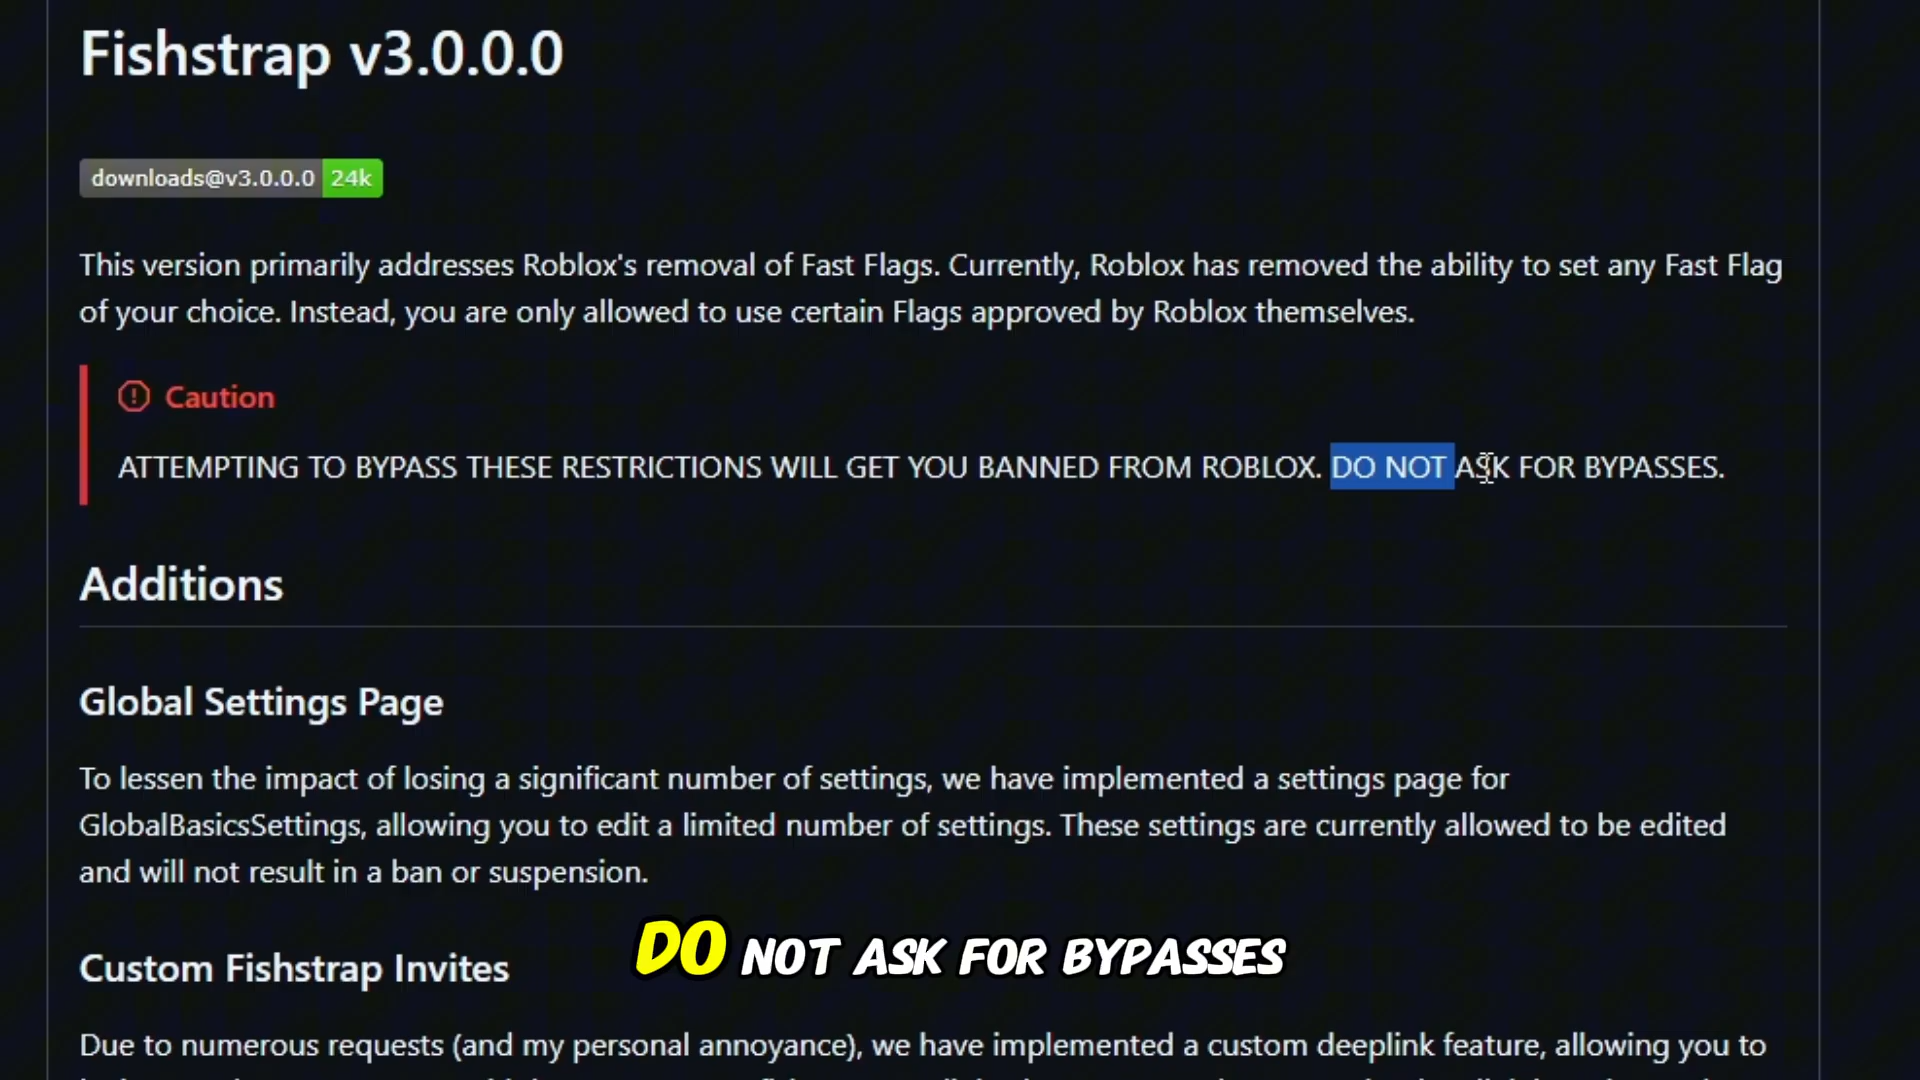 Fishstrap v3.0.0.0
downloads@v3.0.0.0 24k
This version primarily addresses Roblox's removal of Fast Flags. Currently, Roblox has removed the ability to set any Fast Flag
of your choice. Instead, you are only allowed to use certain Flags approved by Roblox themselves.
Caution
ATTEMPTING TO BYPASS THESE RESTRICTIONS WILL GET YOU BANNED FROM ROBLOX. DO NOT ASK FOR BYPASSES.
Additions
Global Settings Page
To lessen the impact of losing a significant number of settings, we have implemented a settings page for
GlobalBasicsSettings, allowing you to edit a limited number of settings. These settings are currently allowed to be edited
and will not result in a ban or suspension.
DO NOT ASK FOR BYPASSES
Custom Fishstrap Invites
Due to numerous requests (and my personal annoyance), we have implemented a custom deeplink feature, allowing you to